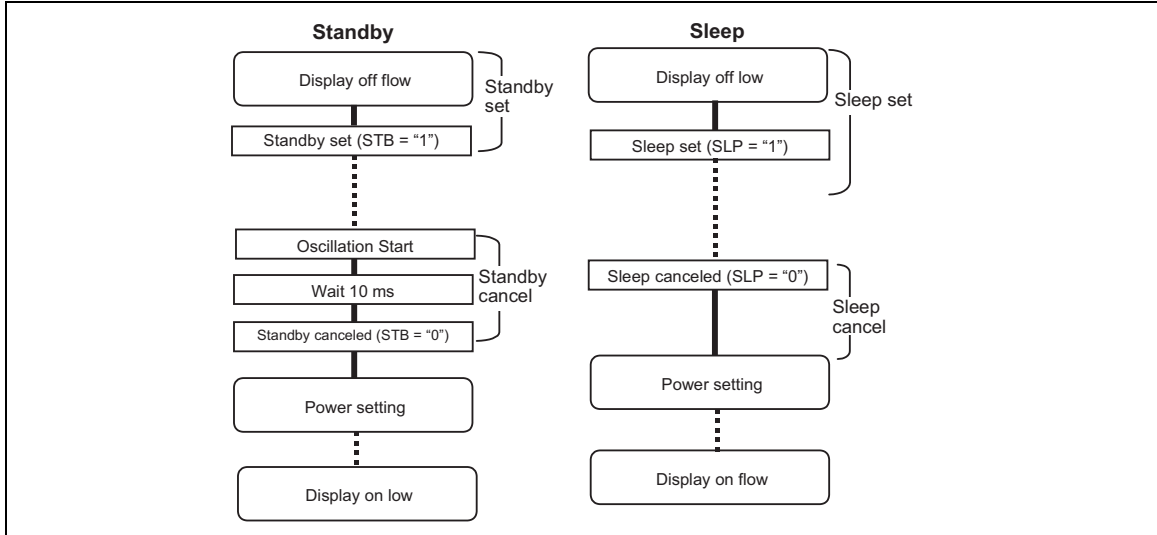 Standby
Display off flow
Standby
set
Standby set (STB = “1”)
Oscillation Start
Wait 10 ms
Standby
cancel
Standby canceled (STB = “0”)
Power setting
Display on low
Sleep
Display off low
Sleep set
Sleep set (SLP = “1”)
Sleep canceled (SLP = “0”)
Sleep
cancel
Power setting
Display on flow